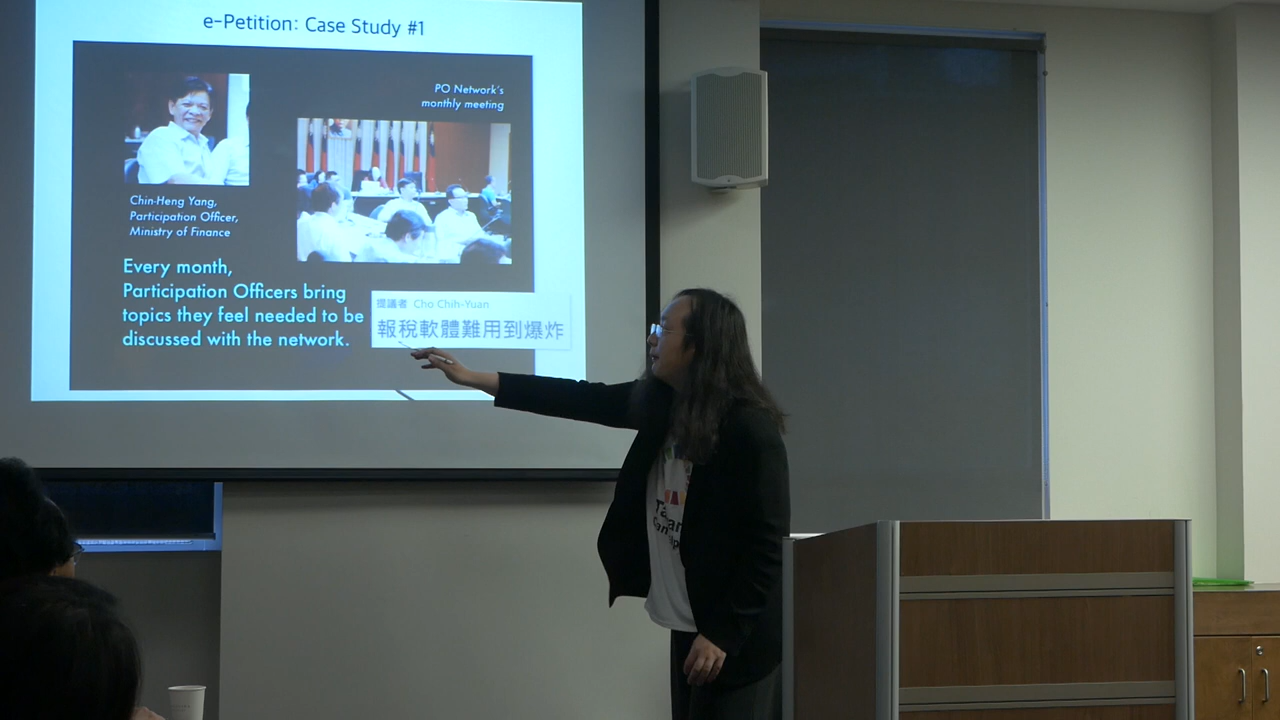 e-Petition: Case Study #1
PO Network's
monthly meeting
Chin-Heng Yang,
Participation Officer,
Ministry of Finance
Every month,
Participation Officers bring
topics they feel needed to be
discussed with the network.
提議者 Cho Chih-Yuan
報稅軟體難用到爆炸